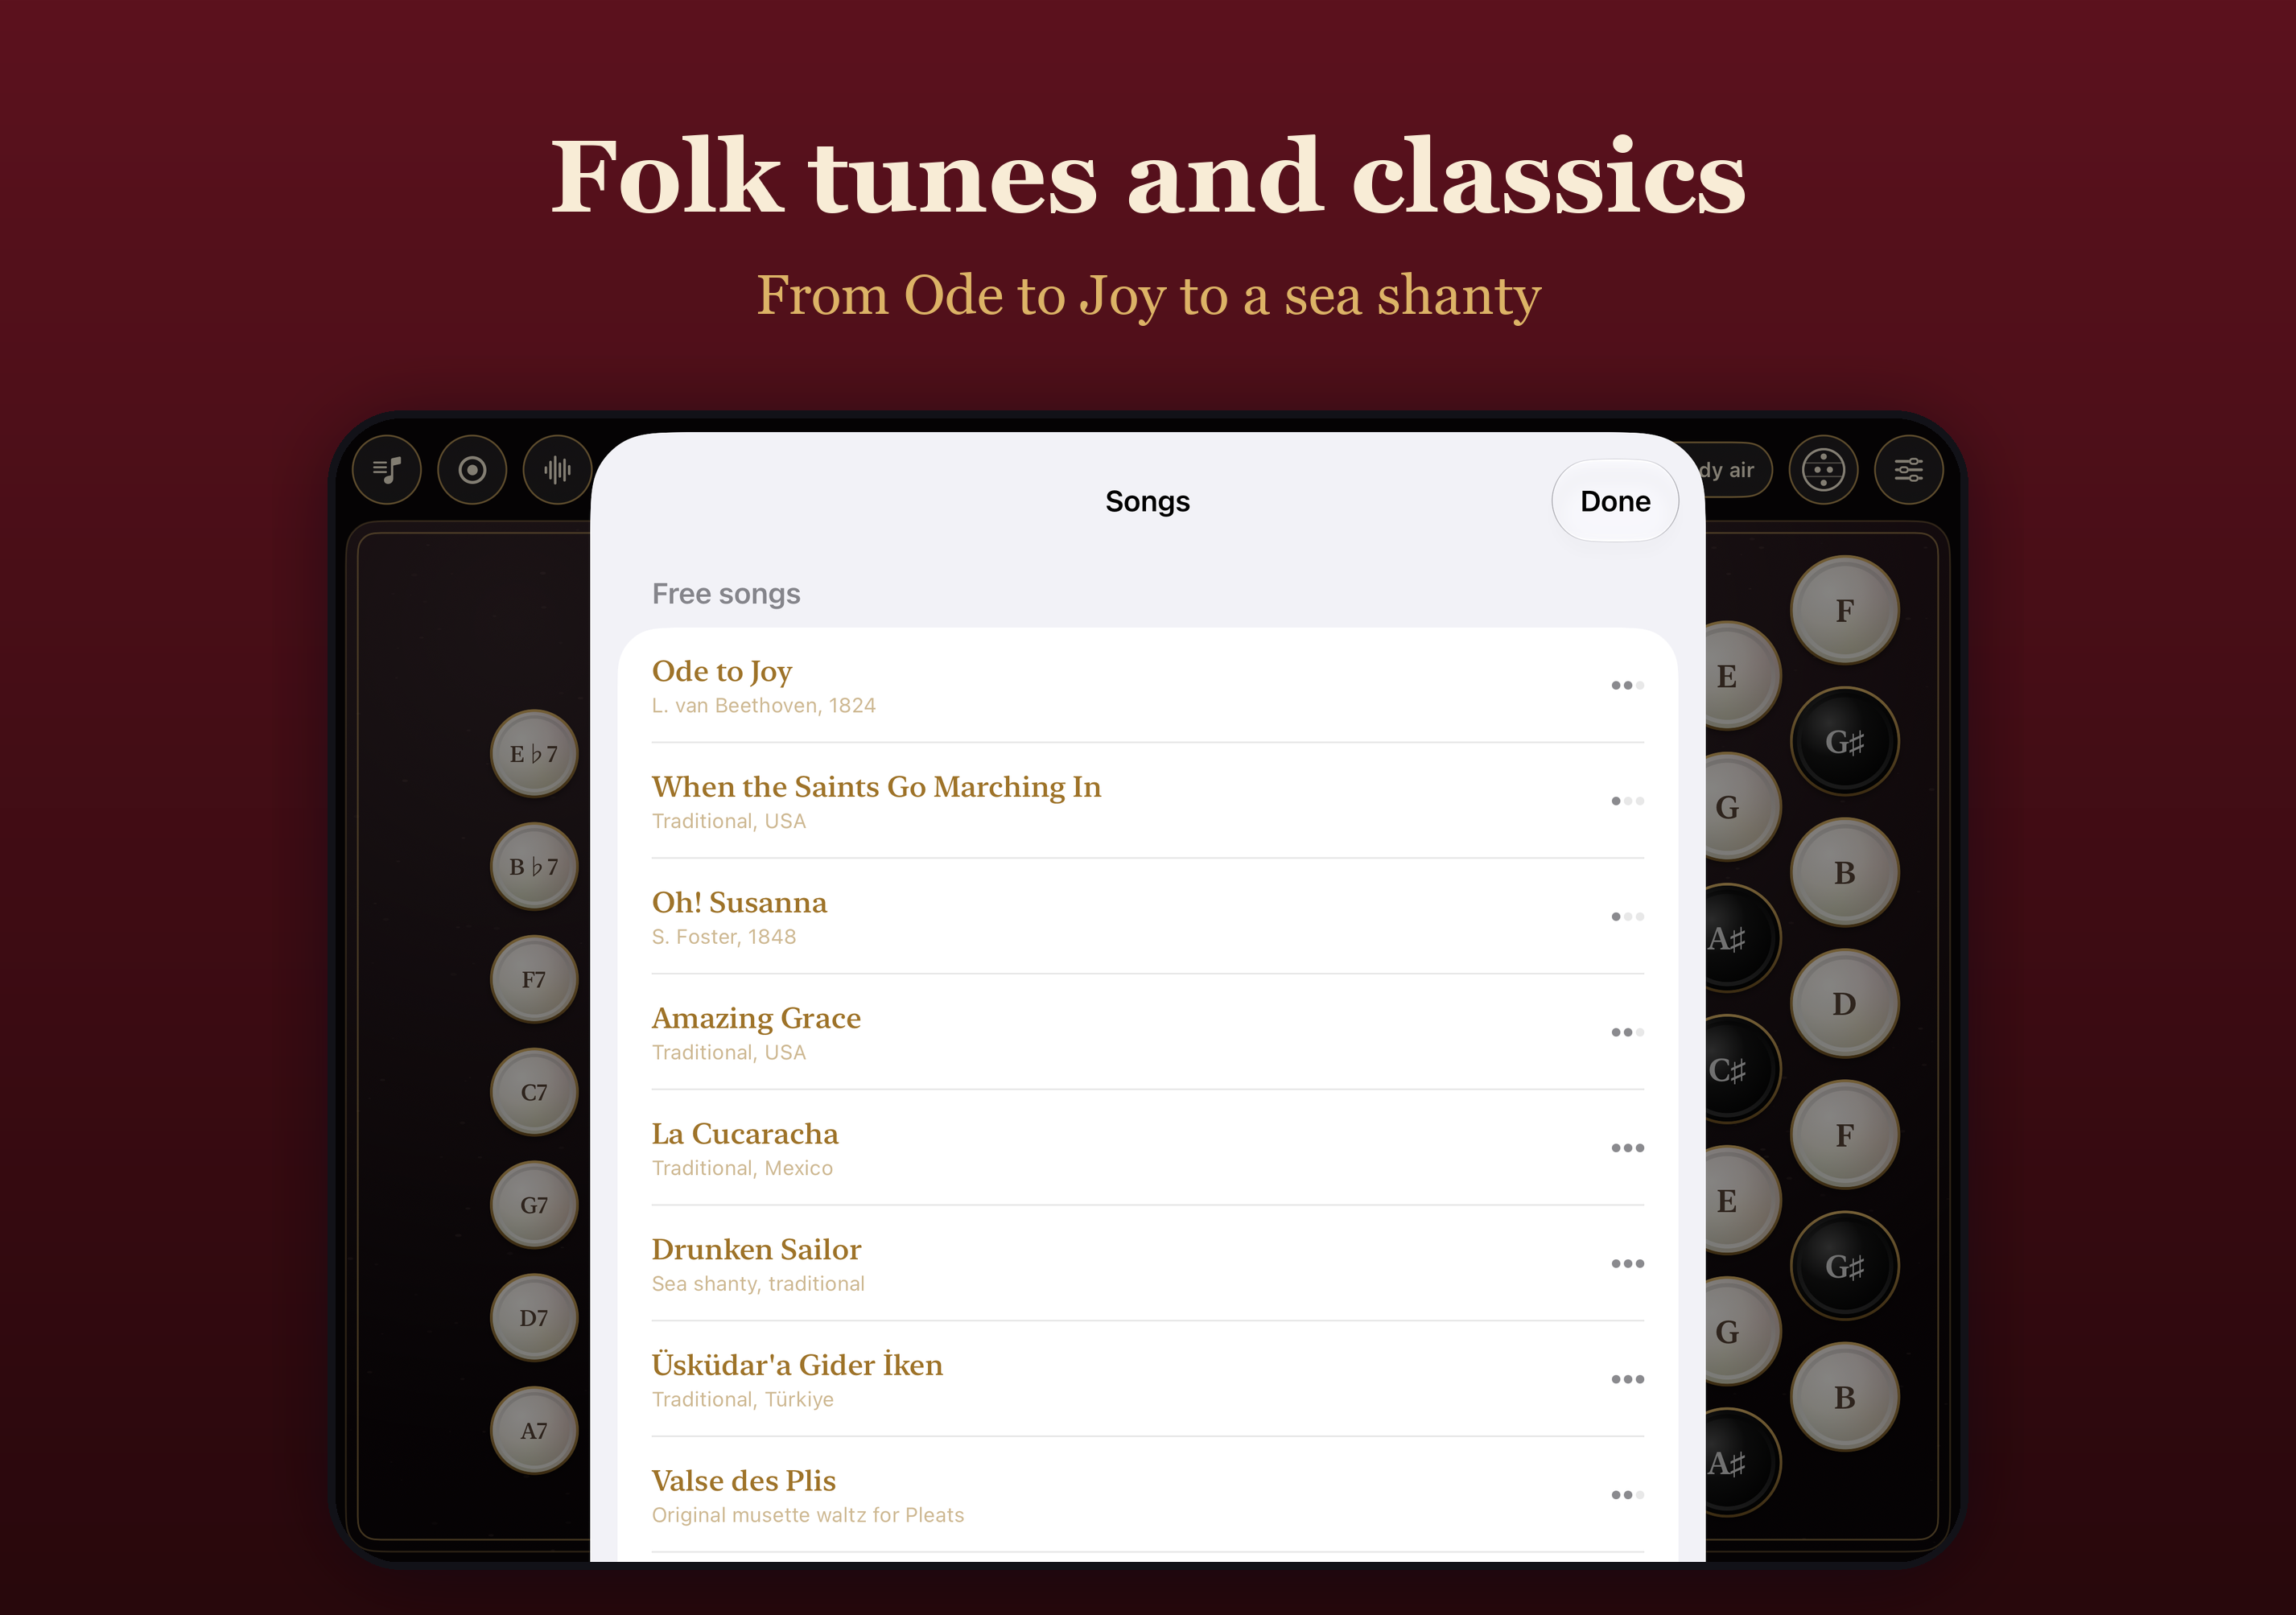 Folk tunes and classics
From Ode to Joy to a sea shanty
dy air
Songs
Done
Free songs
Ode to Joy
L. van Beethoven, 1824
When the Saints Go Marching In
Traditional, USA
Oh! Susanna
S. Foster, 1848
Amazing Grace
Traditional, USA
La Cucaracha
Traditional, Mexico
Drunken Sailor
Sea shanty, traditional
Üsküdar'a Gider İken
Traditional, Türkiye
Valse des Plis
Original musette waltz for Pleats
E♭7
B♭7
F7
C7
G7
D7
A7
E
G
A♯
C♯
E
G
A♯
F
G♯
B
D
F
G♯
B